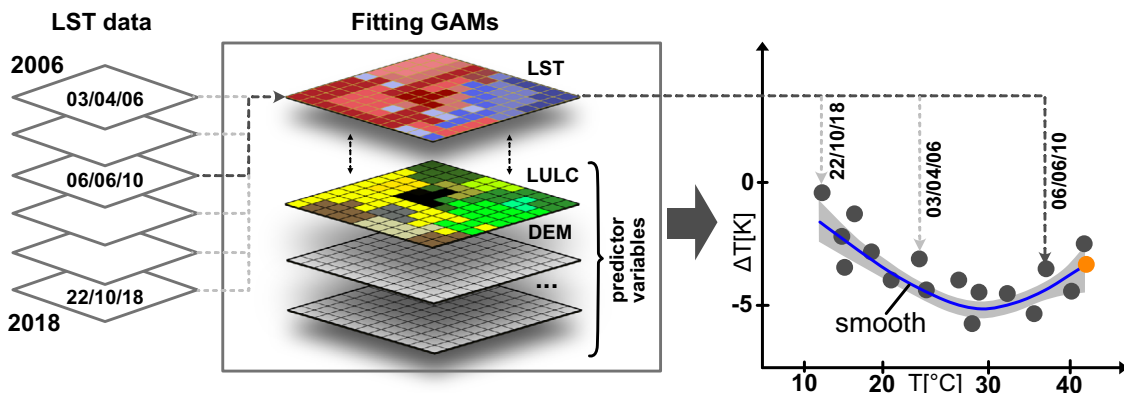 LST data
2006
03/04/06
06/06/10
22/10/18
2018
Fitting GAMs
LST
LULC
DEM
...
predictor
variables
22/10/18
03/04/06
06/06/10
0
ΔT[K]
-5
smooth
10
20
T[°C]
30
40